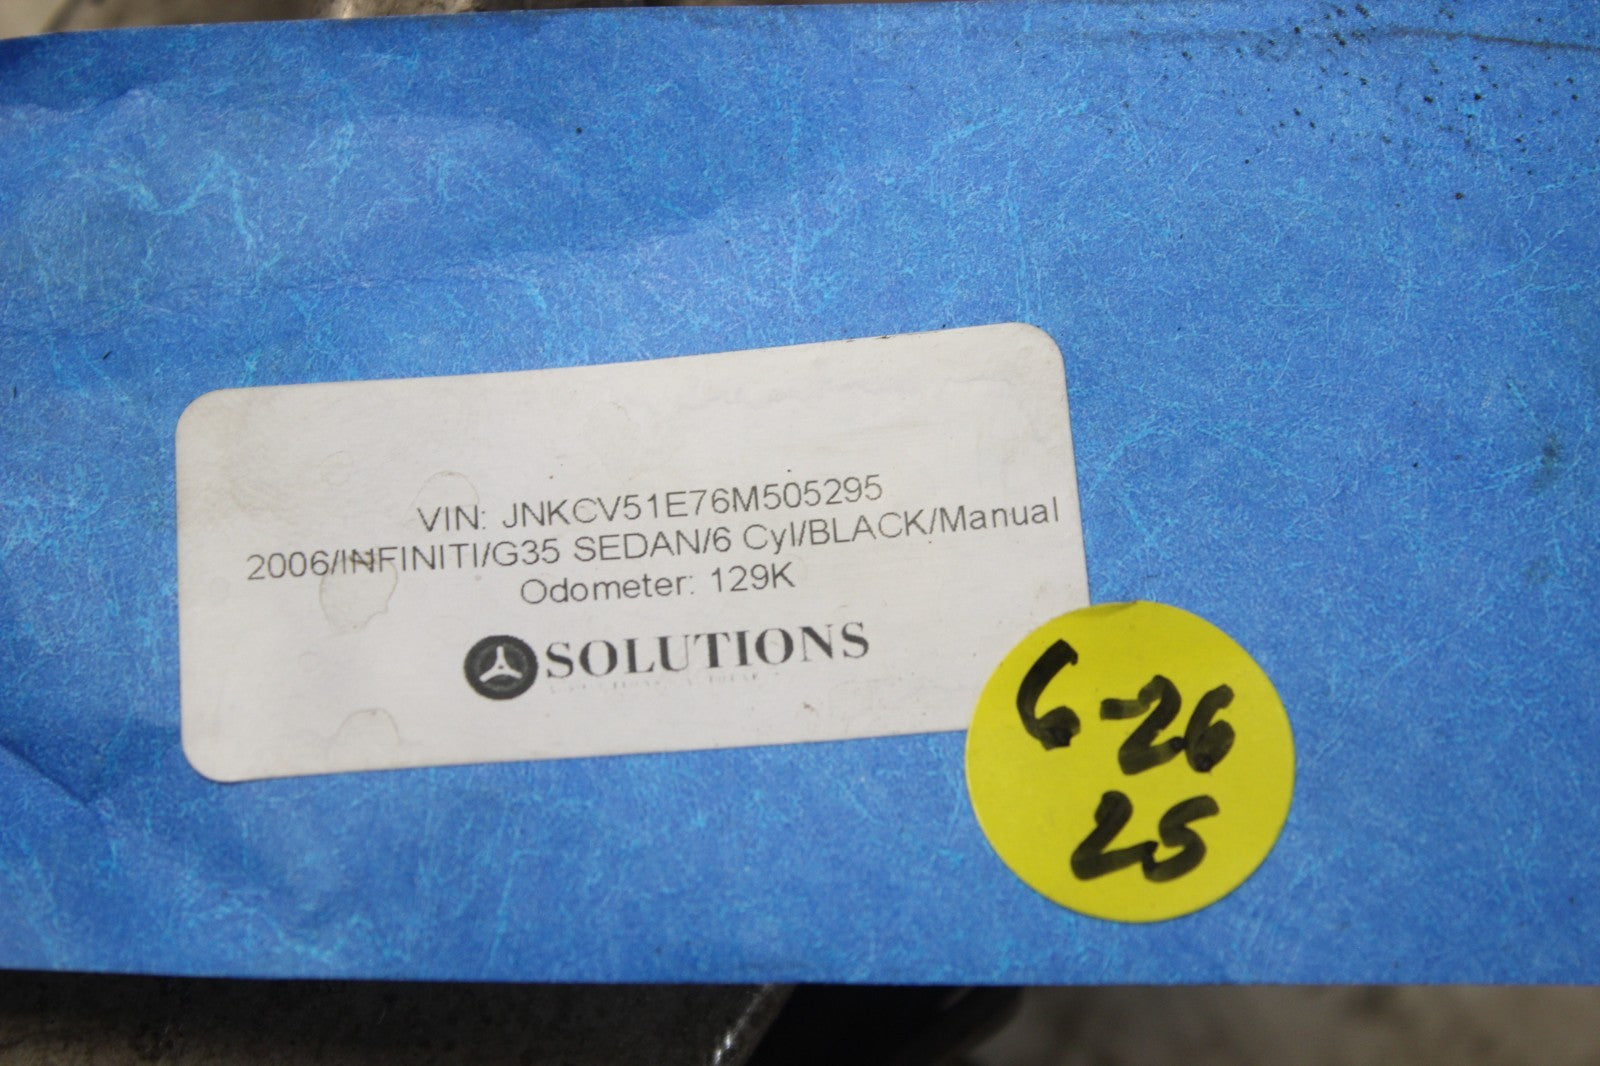 VIN: JNKCV51E76M505295
2006/INFINITI/G35 SEDAN/6 Cyl/BLACK/Manual
Odometer: 129K
SOLUTIONS
6-26
25